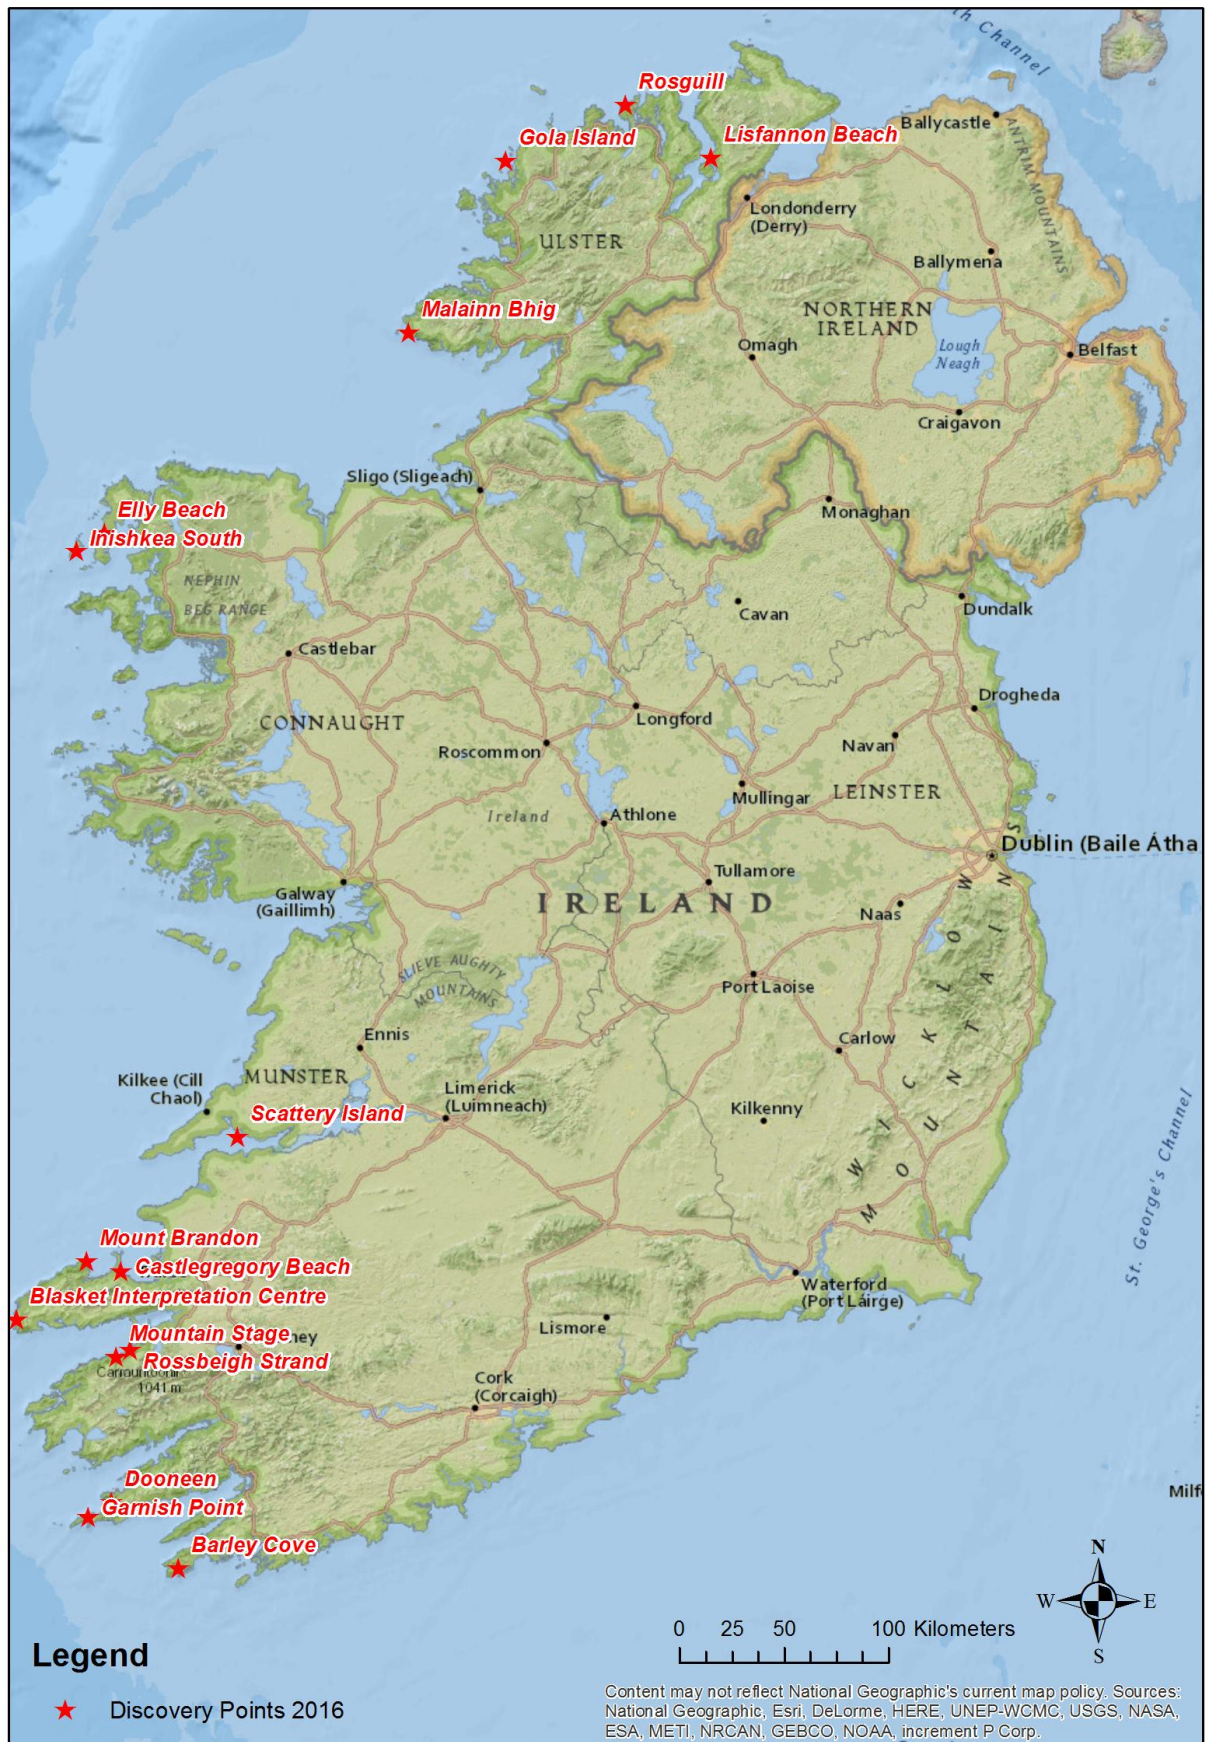 th Channel
Rosguill
Gola Island
Lisfannon Beach
Ballycastle
ANTRIM MOUNTAINS
Londonderry
(Derry)
ULSTER
Ballymena
Malainn Bhig
NORTHERN
IRELAND
Omagh
Lough
Neagh
Belfast
Craigavon
Sligo (Sligeach)
Monaghan
Elly Beach
Inishkea South
NEPHIN
BEG RANGE
Cavan
Dundalk
Castlebar
Drogheda
CONNAUGHT
Longford
Roscommon
Navan
Mullingar
LEINSTER
Ireland
Athlone
Dublin (Baile Átha
Tullamore
Galway
(Gaillimh)
IRELAND
Naas
WICKLOW
MOUNTAINS
SLIEVE AUGHTY
MOUNTAINS
Port Laoise
Ennis
Carlow
Kilkee (Cill
Chaol)
MUNSTER
Limerick
(Luimneach)
Scattery Island
Kilkenny
St. George's Channel
Mount Brandon
Castlegregory Beach
Blasket Interpretation Centre
Waterford
(Port Láirge)
Lismore
Mountain Stage
ney
Rossbeigh Strand
Carrauntoohil
1041 m
Cork
(Corcaigh)
Dooneen
Garnish Point
Milf
Barley Cove
N
W
E
S
0 25 50 100 Kilometers
Legend
Discovery Points 2016
Content may not reflect National Geographic's current map policy. Sources:
National Geographic, Esri, DeLorme, HERE, UNEP-WCMC, USGS, NASA,
ESA, METI, NRCAN, GEBCO, NOAA, increment P Corp.